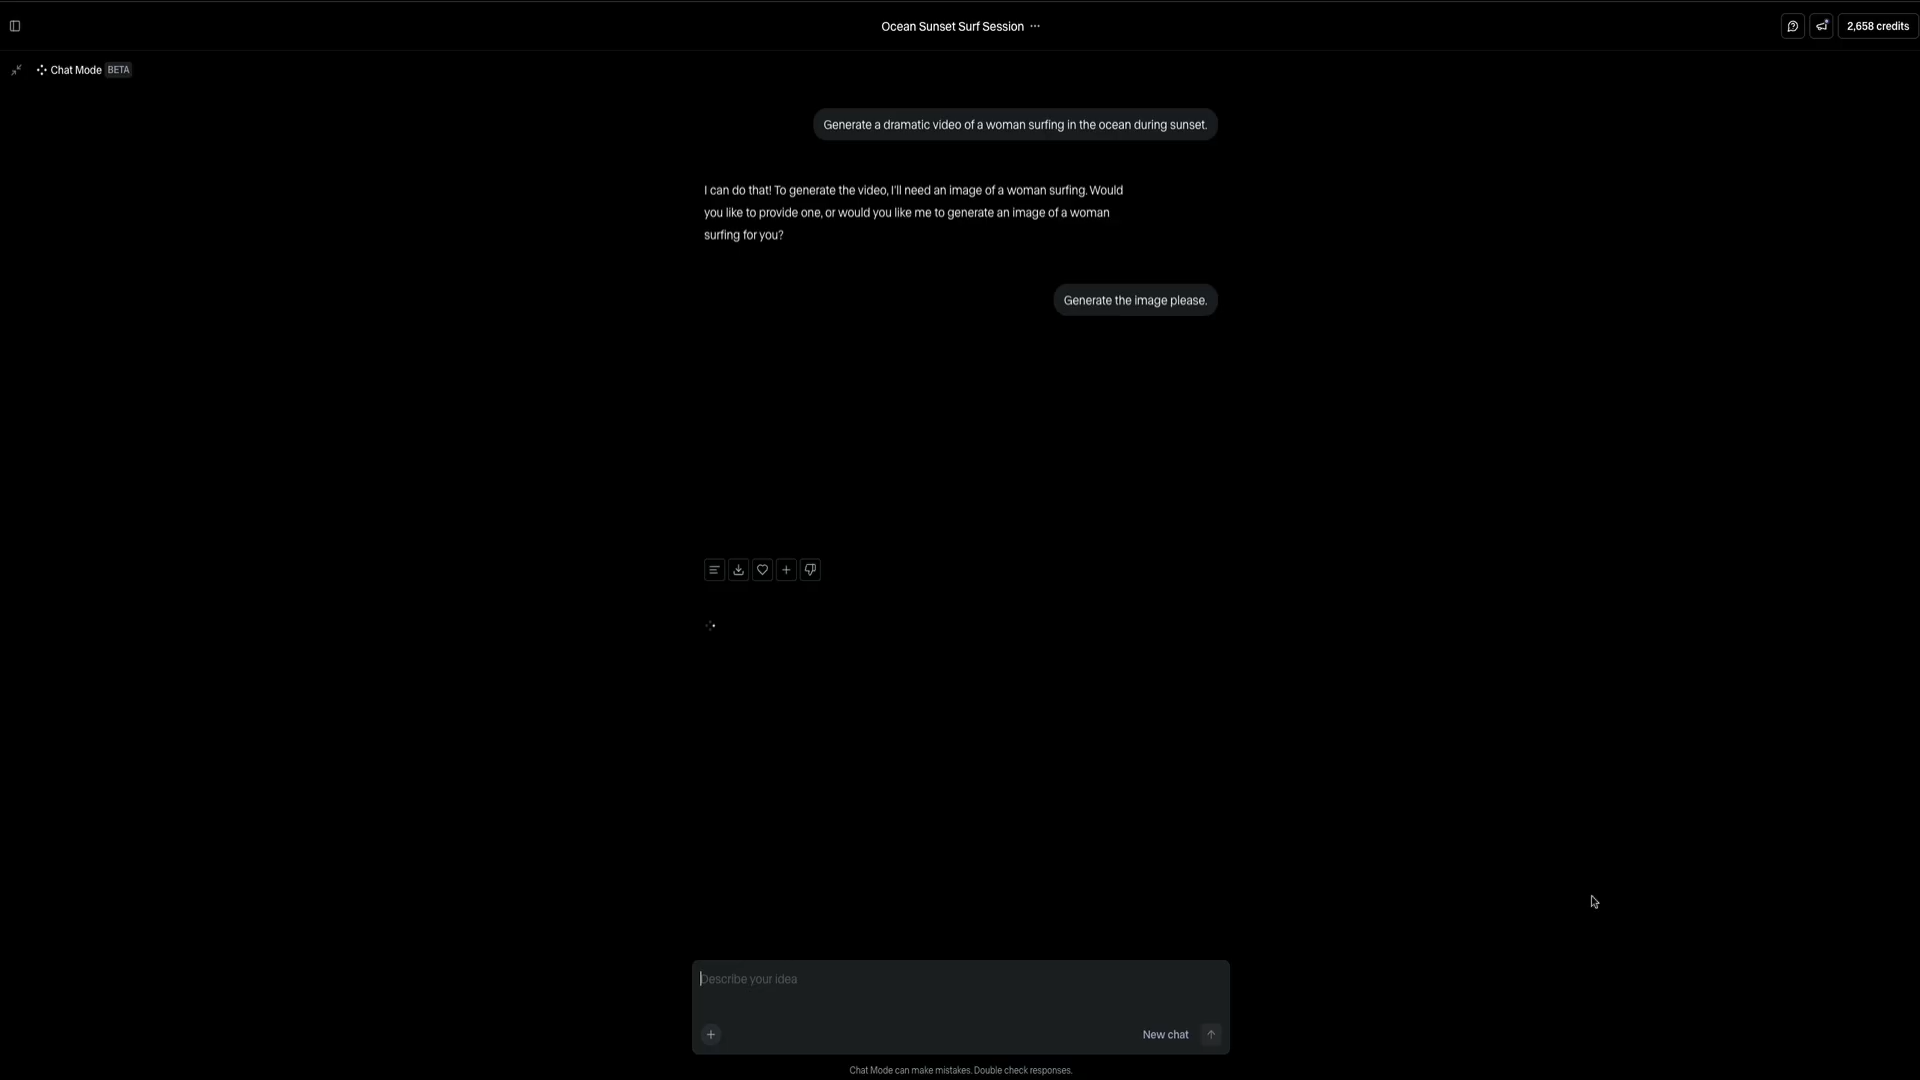 Ocean Sunset Surf Session ...
2,658 credits
Chat Mode BETA
Generate a dramatic video of a woman surfing in the ocean during sunset.
I can do that! To generate the video, I'll need an image of a woman surfing. Would
you like to provide one, or would you like me to generate an image of a woman
surfing for you?
Generate the image please.
Describe your idea
New chat
Chat Mode can make mistakes. Double check responses.